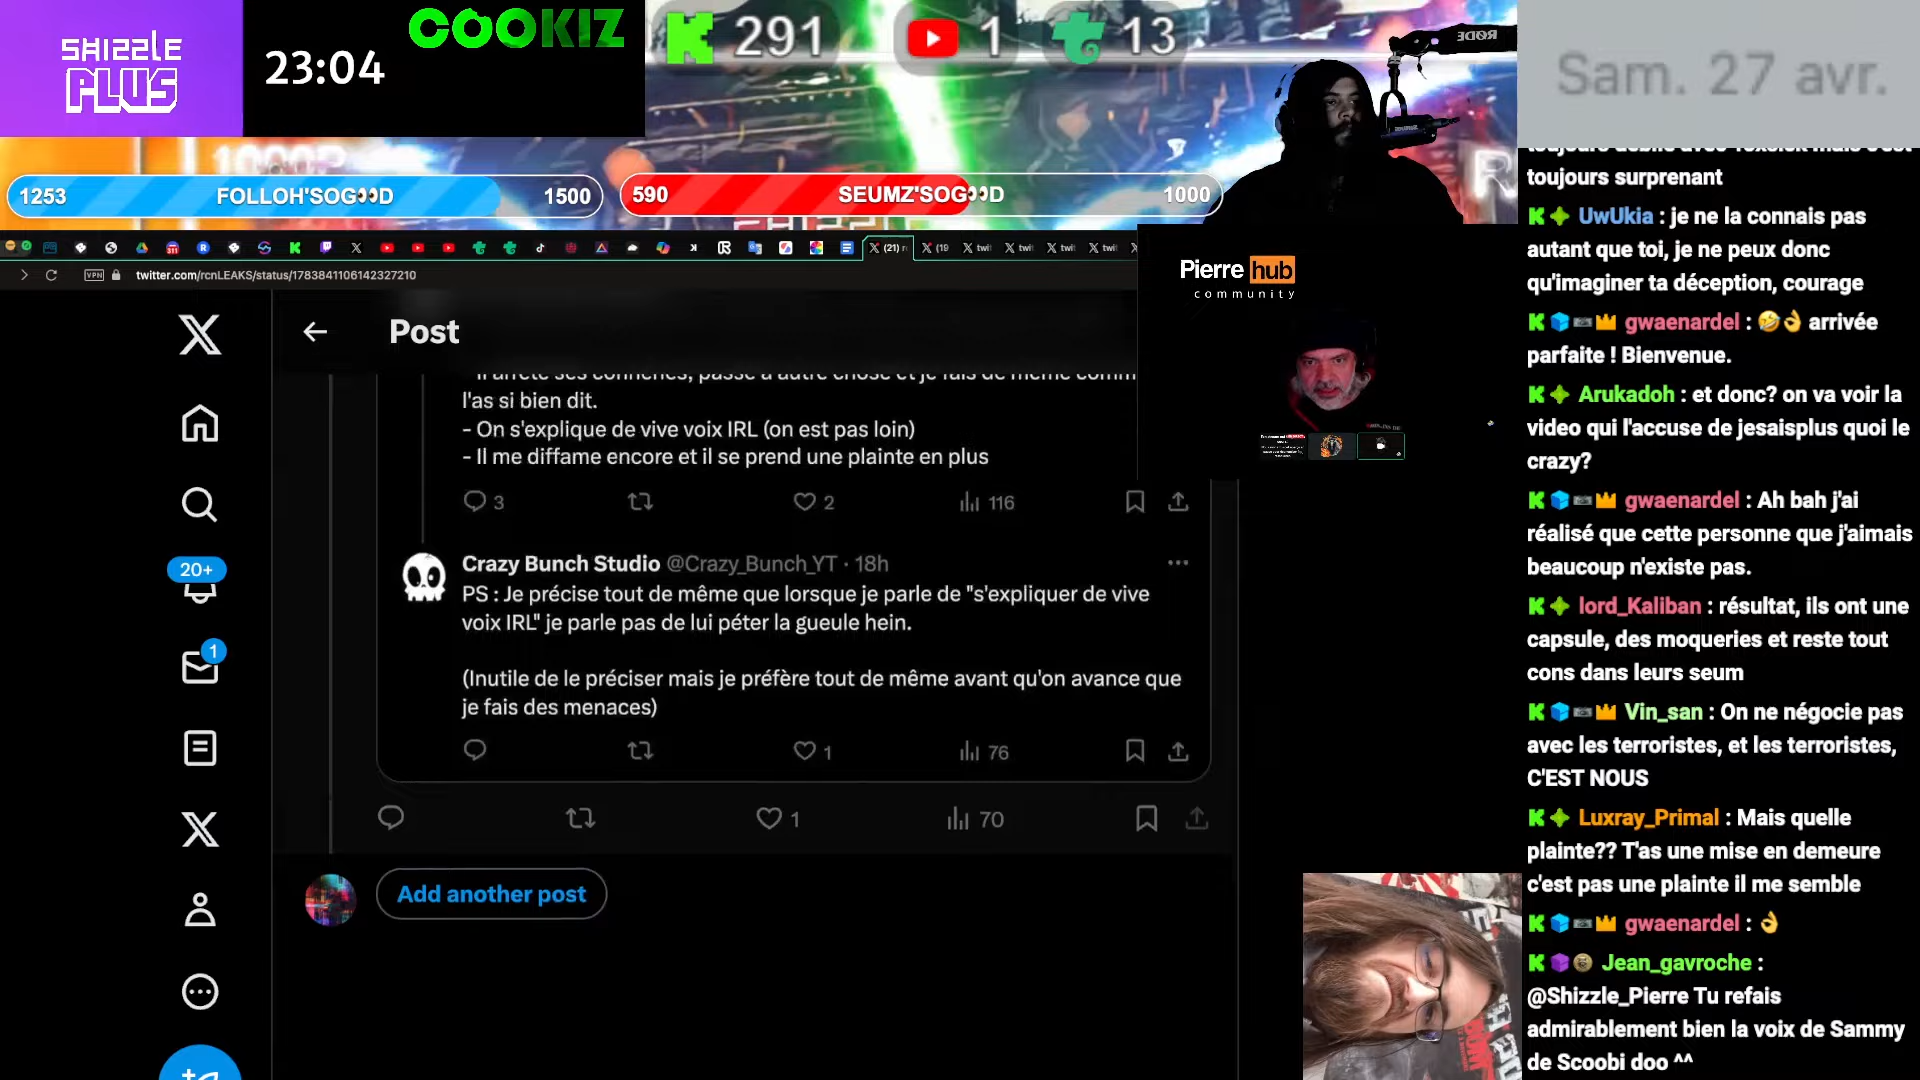 SHIZZLE
PLUS
23:04
COOKIZ
291
1
13
RØDE
Sam. 27 avr.
1253
FOLLOH'SOG👀D
1500
590
SEUMZ'SOG👀D
1000
twitter.com/rcnLEAKS/status/1783841106142327210
VPN
Post
l'as si bien dit.
- On s'explique de vive voix IRL (on est pas loin)
- Il me diffame encore et il se prend une plainte en plus
3
2
116
Crazy Bunch Studio @Crazy_Bunch_YT · 18h
PS : Je précise tout de même que lorsque je parle de "s'expliquer de vive
voix IRL" je parle pas de lui péter la gueule hein.
(Inutile de le préciser mais je préfère tout de même avant qu'on avance que
je fais des menaces)
1
76
1
70
Add another post
20+
1
Pierre hub
community
toujours surprenant
UwUkia : je ne la connais pas
autant que toi, je ne peux donc
qu'imaginer ta déception, courage
gwaenardel : 🤣👌 arrivée
parfaite ! Bienvenue.
Arukadoh : et donc? on va voir la
video qui l'accuse de jesaisplus quoi le
crazy?
gwaenardel : Ah bah j'ai
réalisé que cette personne que j'aimais
beaucoup n'existe pas.
lord_Kaliban : résultat, ils ont une
capsule, des moqueries et reste tout
cons dans leurs seum
Vin_san : On ne négocie pas
avec les terroristes, et les terroristes,
C'EST NOUS
Luxray_Primal : Mais quelle
plainte?? T'as une mise en demeure
c'est pas une plainte il me semble
gwaenardel : 👌
Jean_gavroche :
@Shizzle_Pierre Tu refais
admirablement bien la voix de Sammy
de Scoobi doo ^^